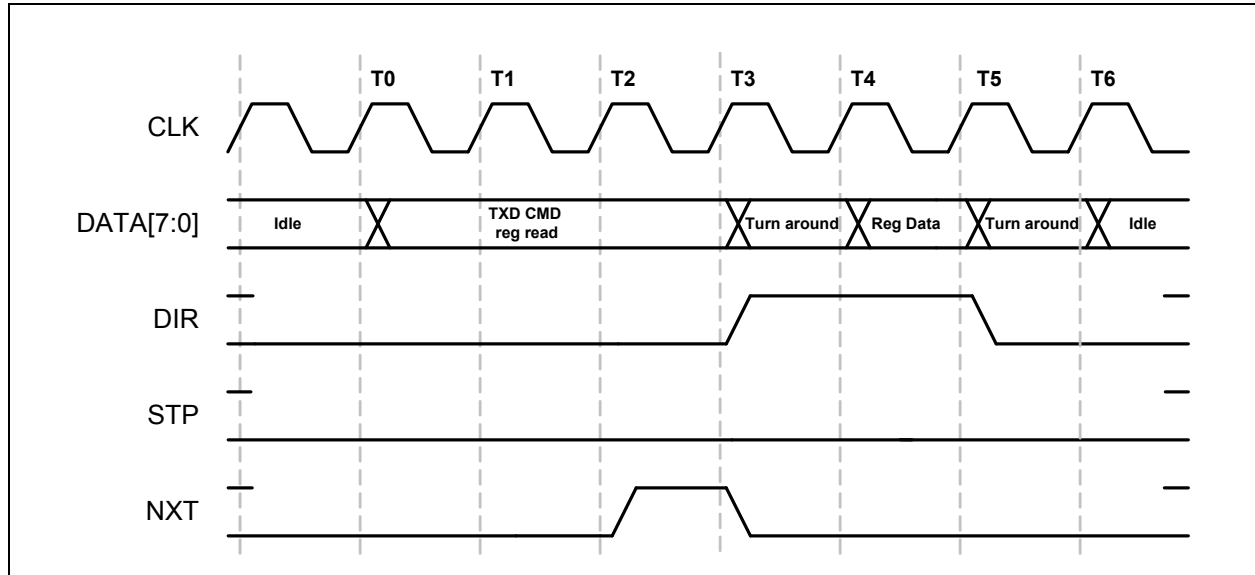 T0 T1 T2 T3 T4 T5 T6
CLK
DATA[7:0]
Idle
TXD CMD
reg read
Turn around
Reg Data
Turn around
Idle
DIR
STP
NXT